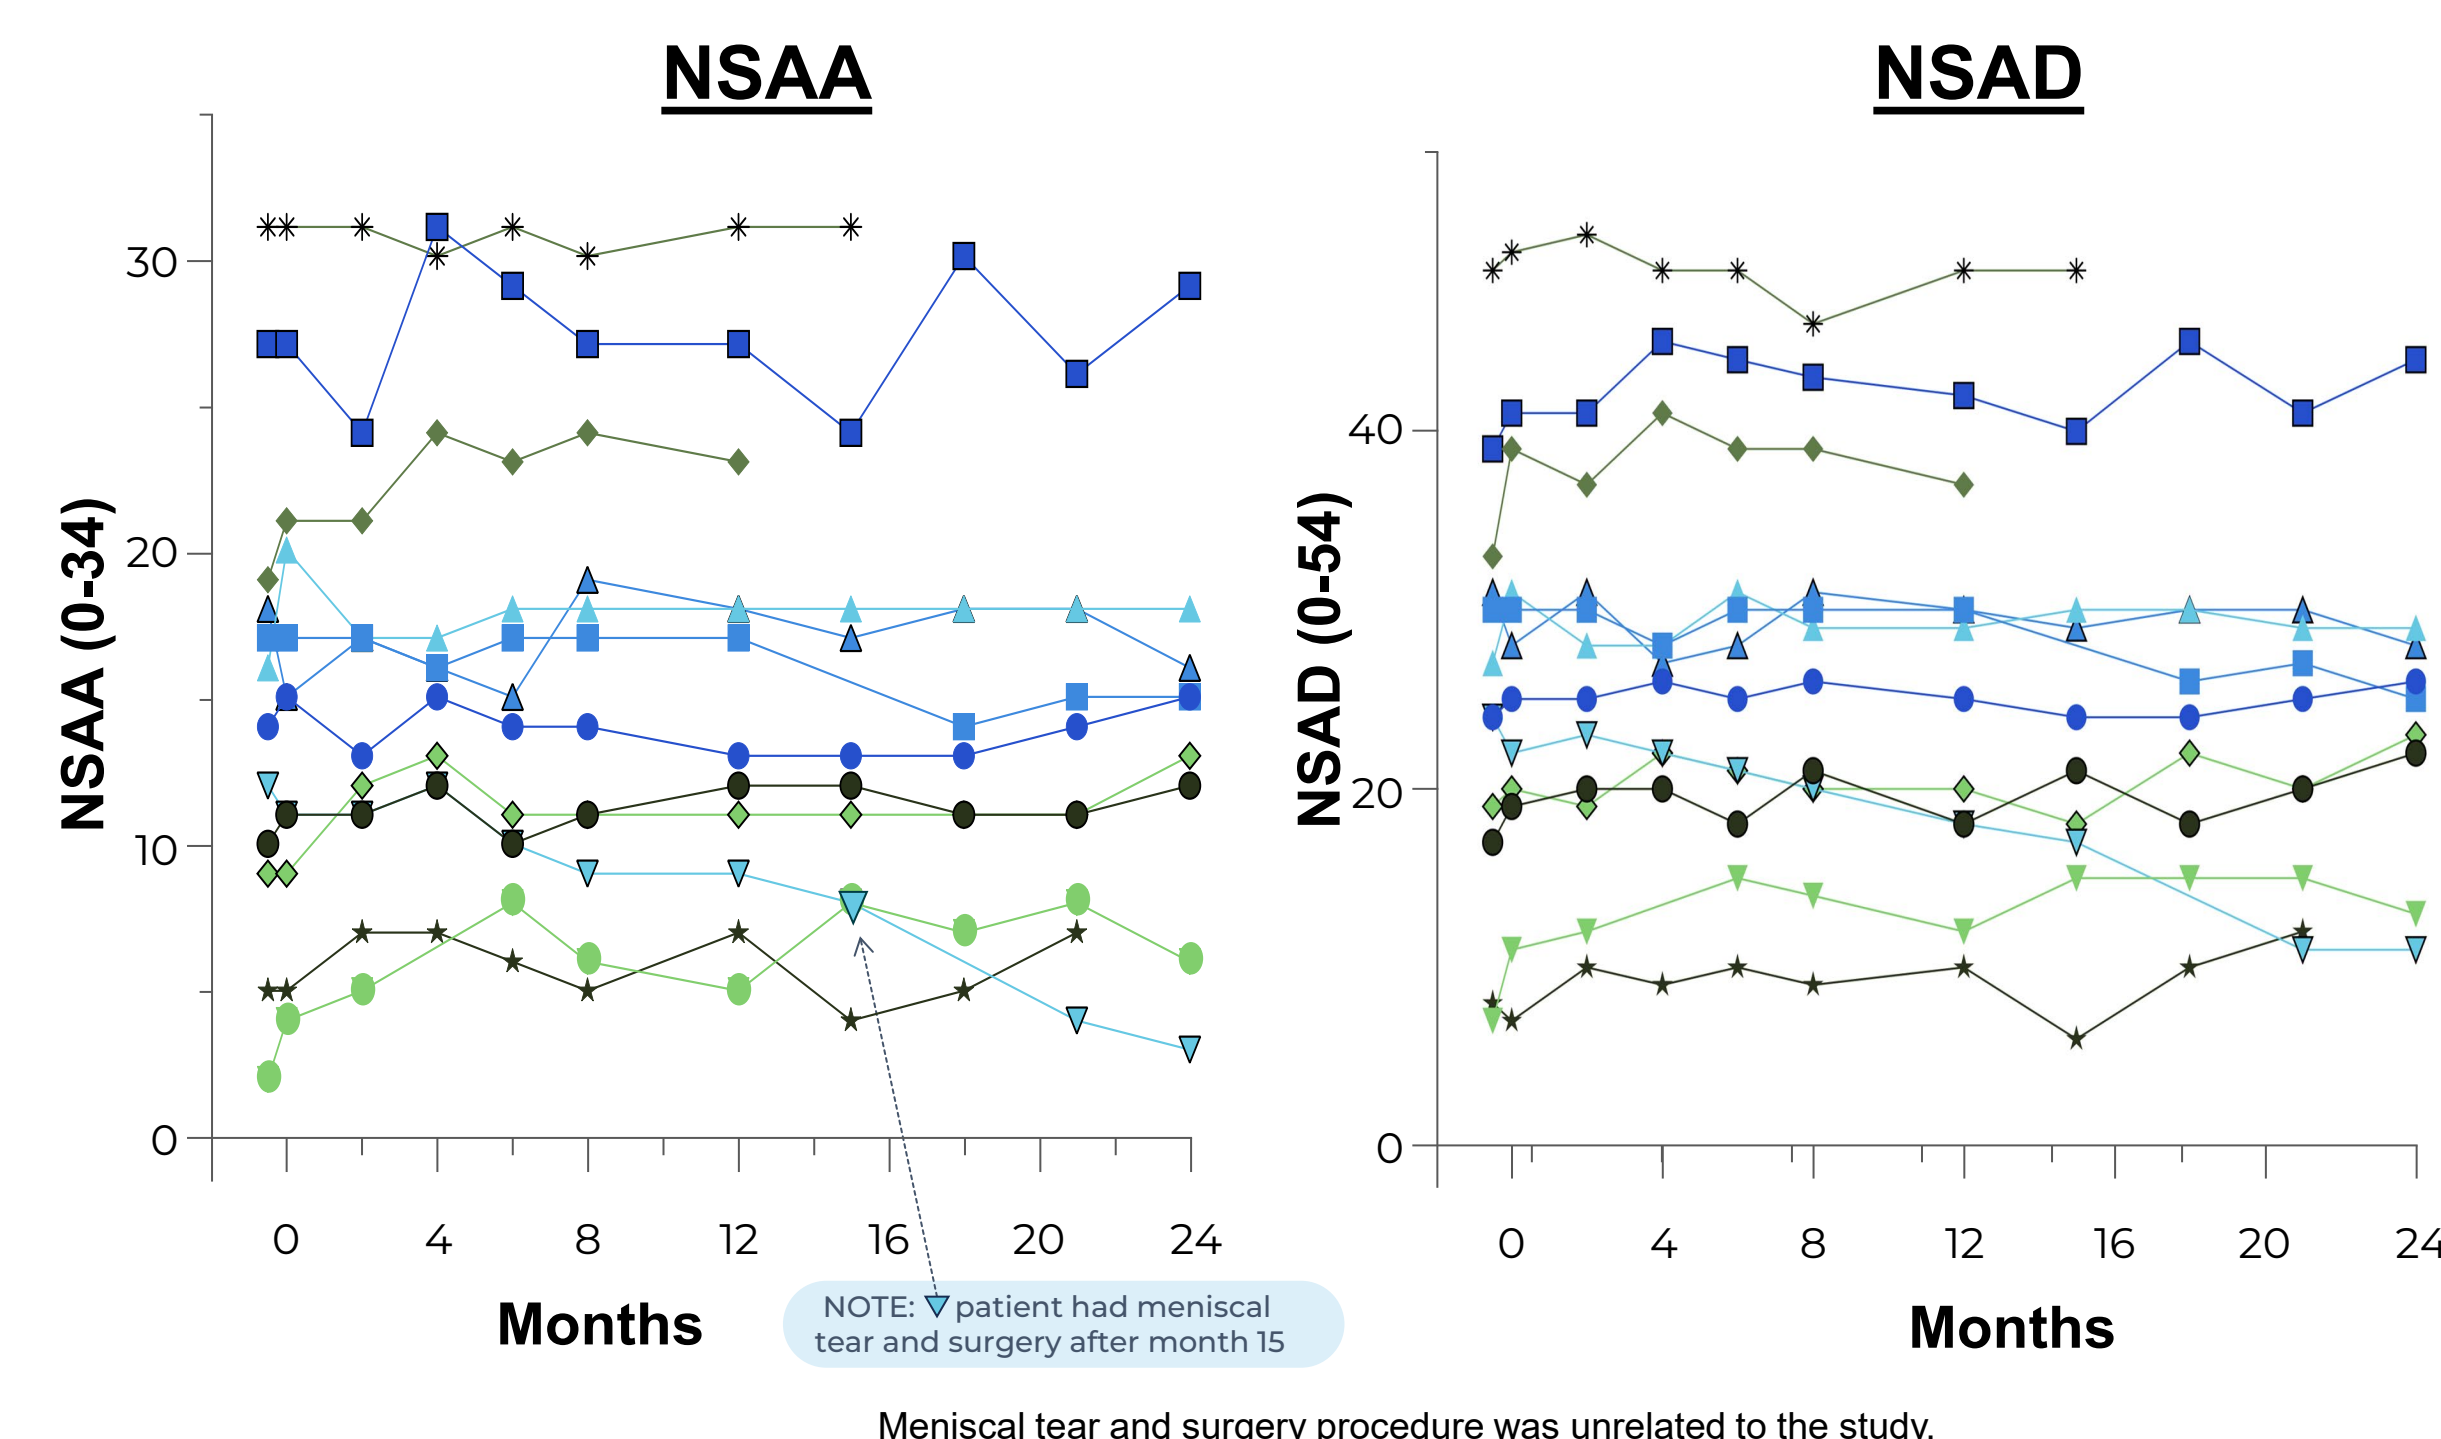 NSAA
NSAA (0-34)
30
20
10
0
0 4 8 12 16 20 24
Months
NOTE: patient had meniscal
tear and surgery after month 15
NSAD
NSAD (0-54)
40
20
0
0 4 8 12 16 20 24
Months
Meniscal tear and surgery procedure was unrelated to the study.